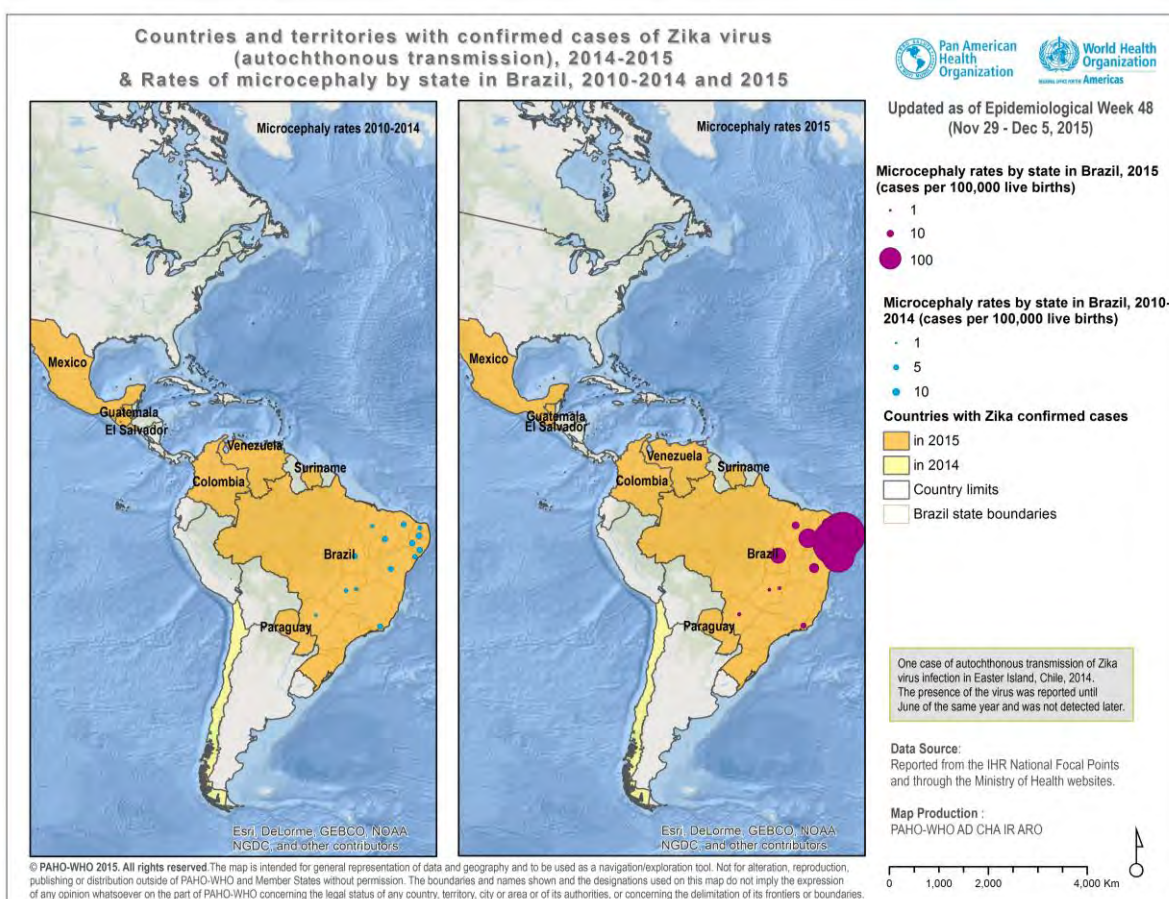 Countries and territories with confirmed cases of Zika virus
(autochthonous transmission), 2014-2015
& Rates of microcephaly by state in Brazil, 2010-2014 and 2015
Pan American
Health
Organization
World Health
Organization
REGIONAL OFFICE FOR THE Americas
Updated as of Epidemiological Week 48
(Nov 29 - Dec 5, 2015)
Microcephaly rates 2010-2014
Mexico
Guatemala
El Salvador
Venezuela
Suriname
Colombia
Brazil
Paraguay
Esri, DeLorme, GEBCO, NOAA
NGDC, and other contributors
Microcephaly rates 2015
Mexico
Guatemala
El Salvador
Venezuela
Suriname
Colombia
Brazil
Paraguay
Esri, DeLorme, GEBCO, NOAA
NGDC, and other contributors
Microcephaly rates by state in Brazil, 2015
(cases per 100,000 live births)
1
10
100
Microcephaly rates by state in Brazil, 2010-
2014 (cases per 100,000 live births)
1
5
10
Countries with Zika confirmed cases
in 2015
in 2014
Country limits
Brazil state boundaries
One case of autochthonous transmission of Zika
virus infection in Easter Island, Chile, 2014.
The presence of the virus was reported until
June of the same year and was not detected later.
Data Source:
Reported from the IHR National Focal Points
and through the Ministry of Health websites.
Map Production :
PAHO-WHO AD CHA IR ARO
0 1,000 2,000 4,000 Km
© PAHO-WHO 2015. All rights reserved.The map is intended for general representation of data and geography and to be used as a navigation/exploration tool. Not for alteration, reproduction,
publishing or distribution outside of PAHO-WHO and Member States without permission. The boundaries and names shown and the designations used on this map do not imply the expression
of any opinion whatsoever on the part of PAHO-WHO concerning the legal status of any country, territory, city or area or of its authorities, or concerning the delimitation of its frontiers or boundaries.